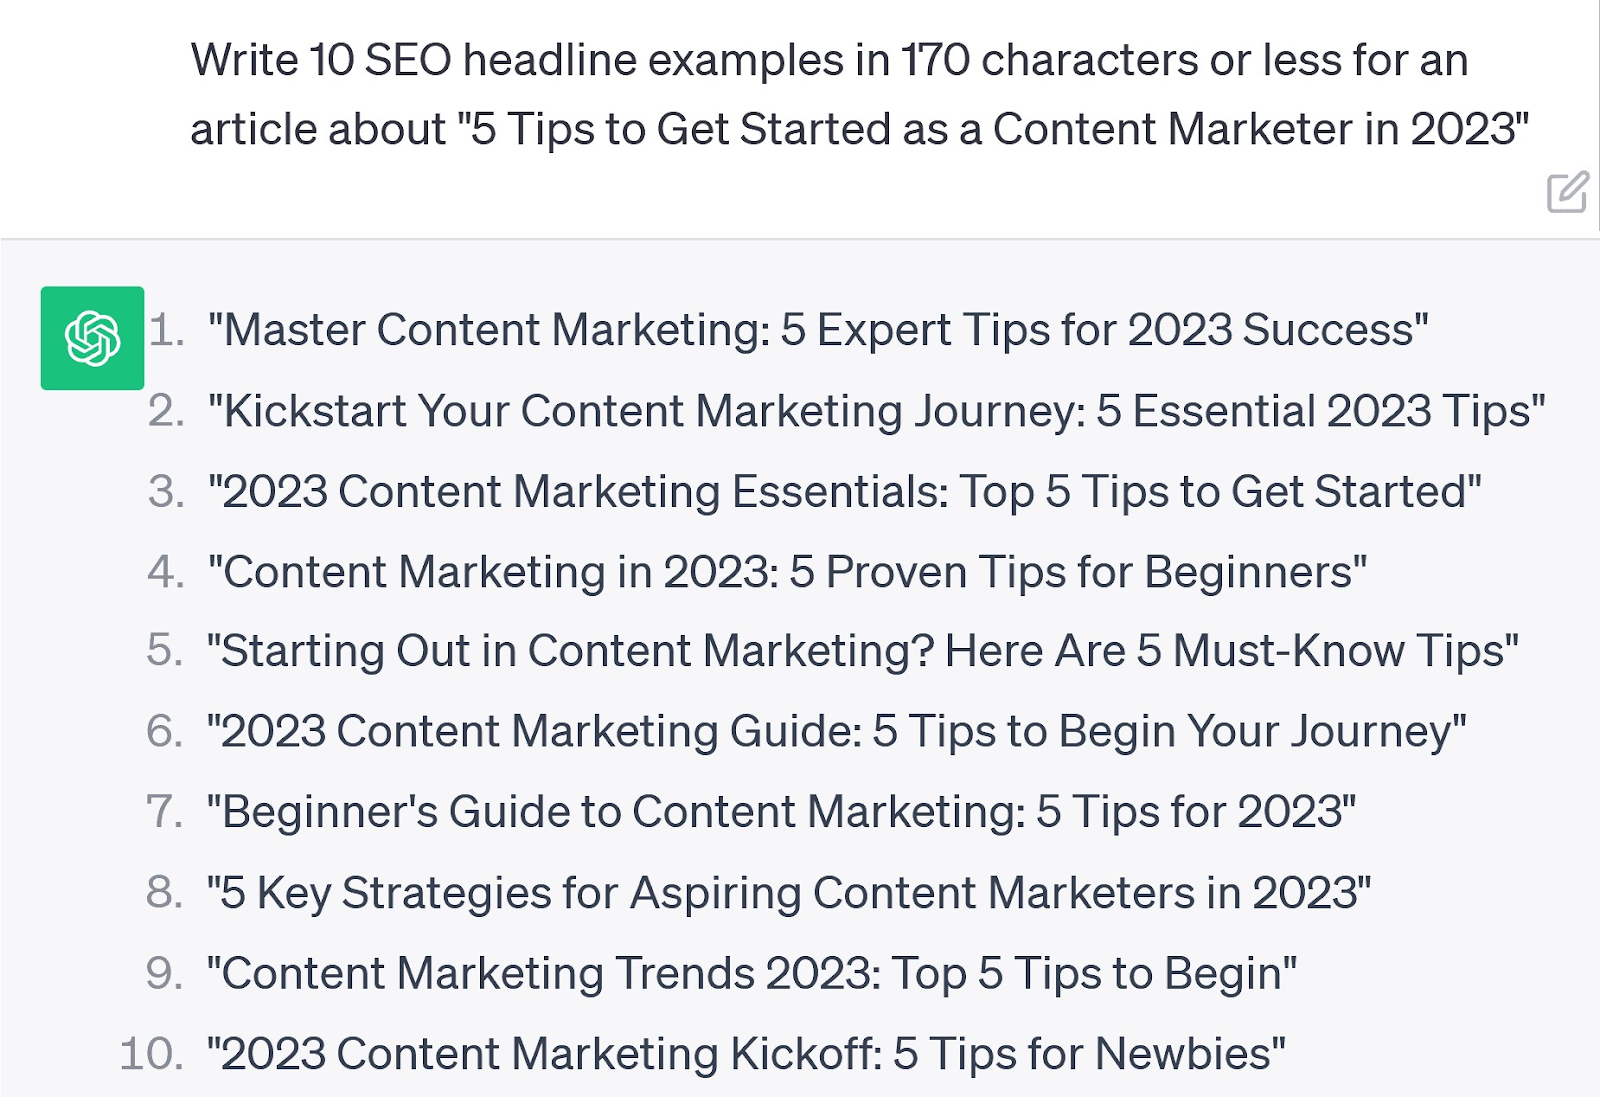 Write 10 SEO headline examples in 170 characters or less for an
article about "5 Tips to Get Started as a Content Marketer in 2023"
1. "Master Content Marketing: 5 Expert Tips for 2023 Success"
2. "Kickstart Your Content Marketing Journey: 5 Essential 2023 Tips"
3. "2023 Content Marketing Essentials: Top 5 Tips to Get Started"
4. "Content Marketing in 2023: 5 Proven Tips for Beginners"
5. "Starting Out in Content Marketing? Here Are 5 Must-Know Tips"
6. "2023 Content Marketing Guide: 5 Tips to Begin Your Journey"
7. "Beginner's Guide to Content Marketing: 5 Tips for 2023"
8. "5 Key Strategies for Aspiring Content Marketers in 2023"
9. "Content Marketing Trends 2023: Top 5 Tips to Begin"
10. "2023 Content Marketing Kickoff: 5 Tips for Newbies"